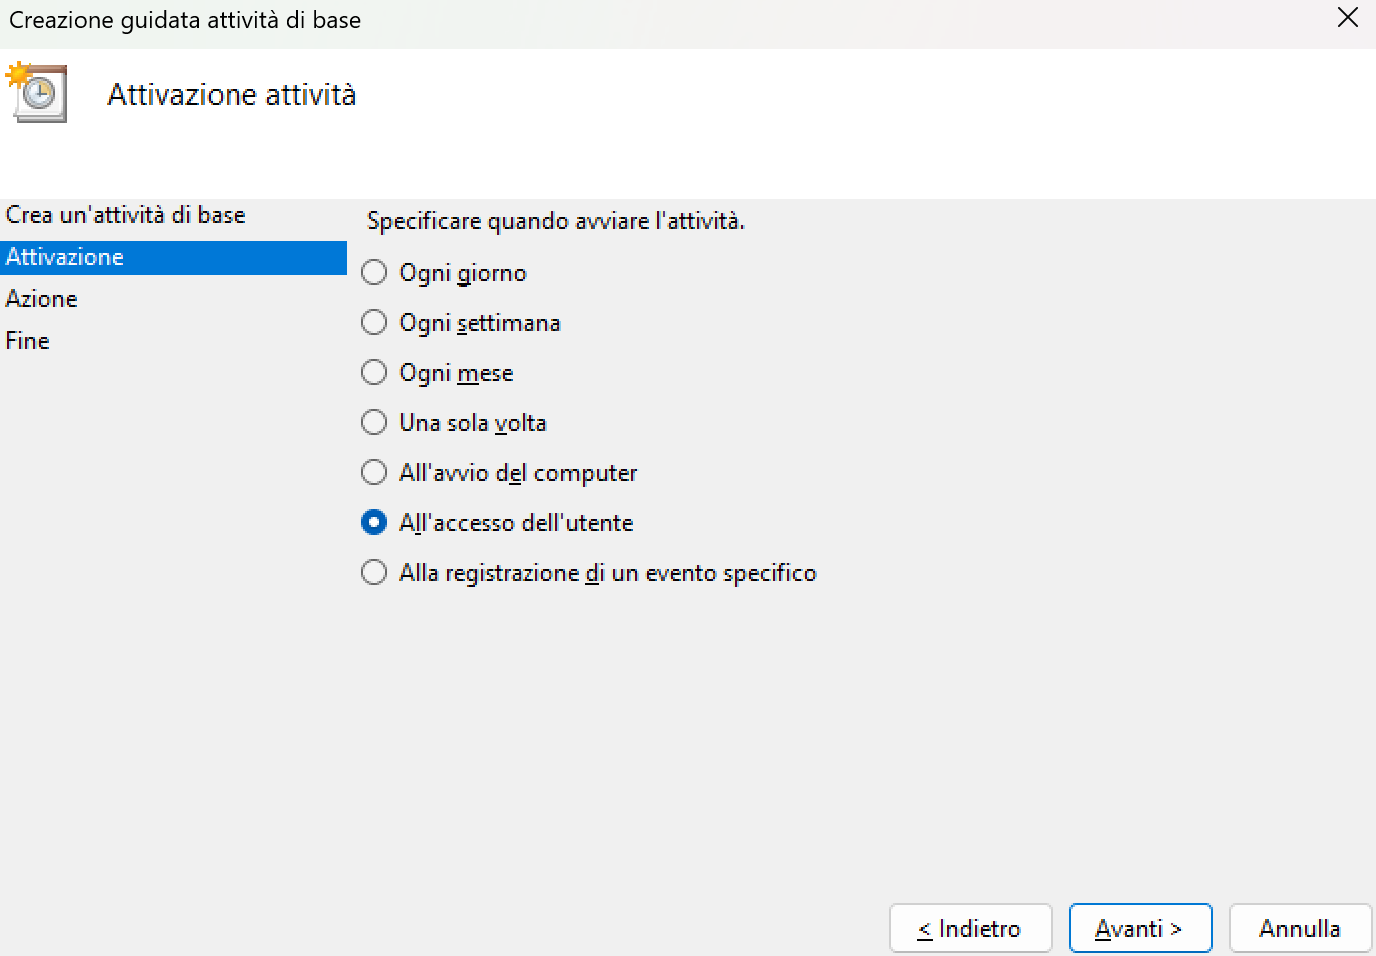 Creazione guidata attività di base
Attivazione attività
Crea un'attività di base
Attivazione
Azione
Fine
Specificare quando avviare l'attività.
Ogni giorno
Ogni settimana
Ogni mese
Una sola volta
All'avvio del computer
All'accesso dell'utente
Alla registrazione di un evento specifico
< Indietro
Avanti >
Annulla